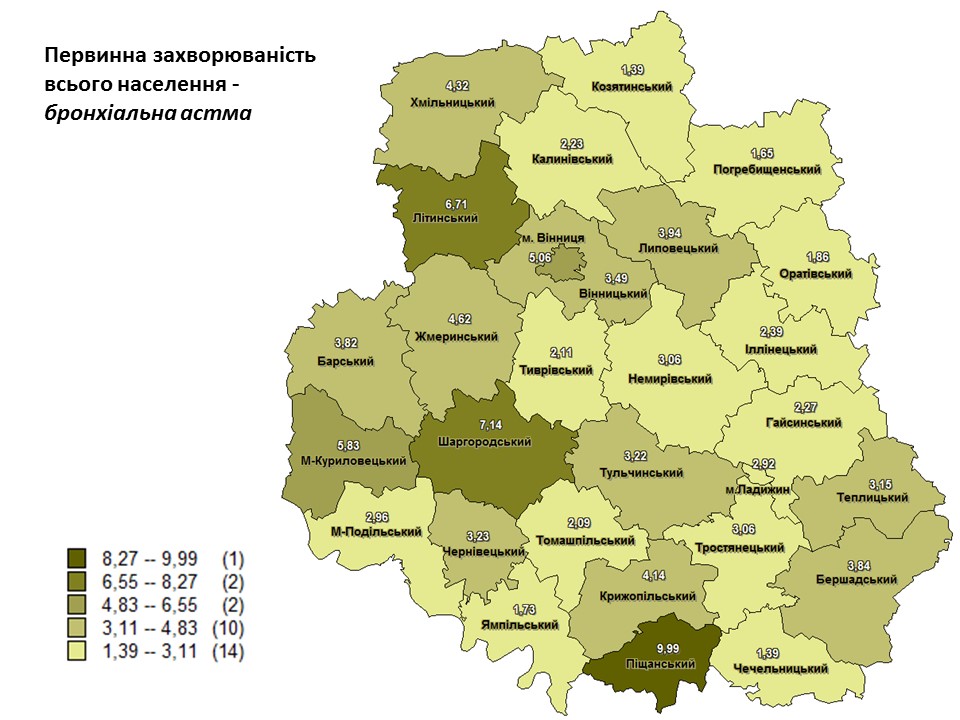 Первинна захворюваність
всього населення -
бронхіальна астма
1,39
Козятинський
4,32
Хмільницький
2,23
Калинівський
1,65
Погребищенський
6,71
Літинський
м. Вінниця
5,06
3,94
Липовецький
1,86
Оратівський
3,49
Вінницький
4,62
Жмеринський
3,82
Барський
2,39
Іллінецький
2,11
Тиврівський
3,06
Немирівський
2,27
Гайсинський
7,14
Шаргородський
5,83
М-Куриловецький
3,22
Тульчинський
2,92
м.Ладижин
3,15
Теплицький
2,96
М-Подільський
3,23
Чернівецький
2,09
Томашпільський
3,06
Тростянецький
3,84
Бершадський
4,14
Крижопільський
1,73
Ямпільський
9,99
Піщанський
1,39
Чечельницький
8,27 -- 9,99 (1)
6,55 -- 8,27 (2)
4,83 -- 6,55 (2)
3,11 -- 4,83 (10)
1,39 -- 3,11 (14)